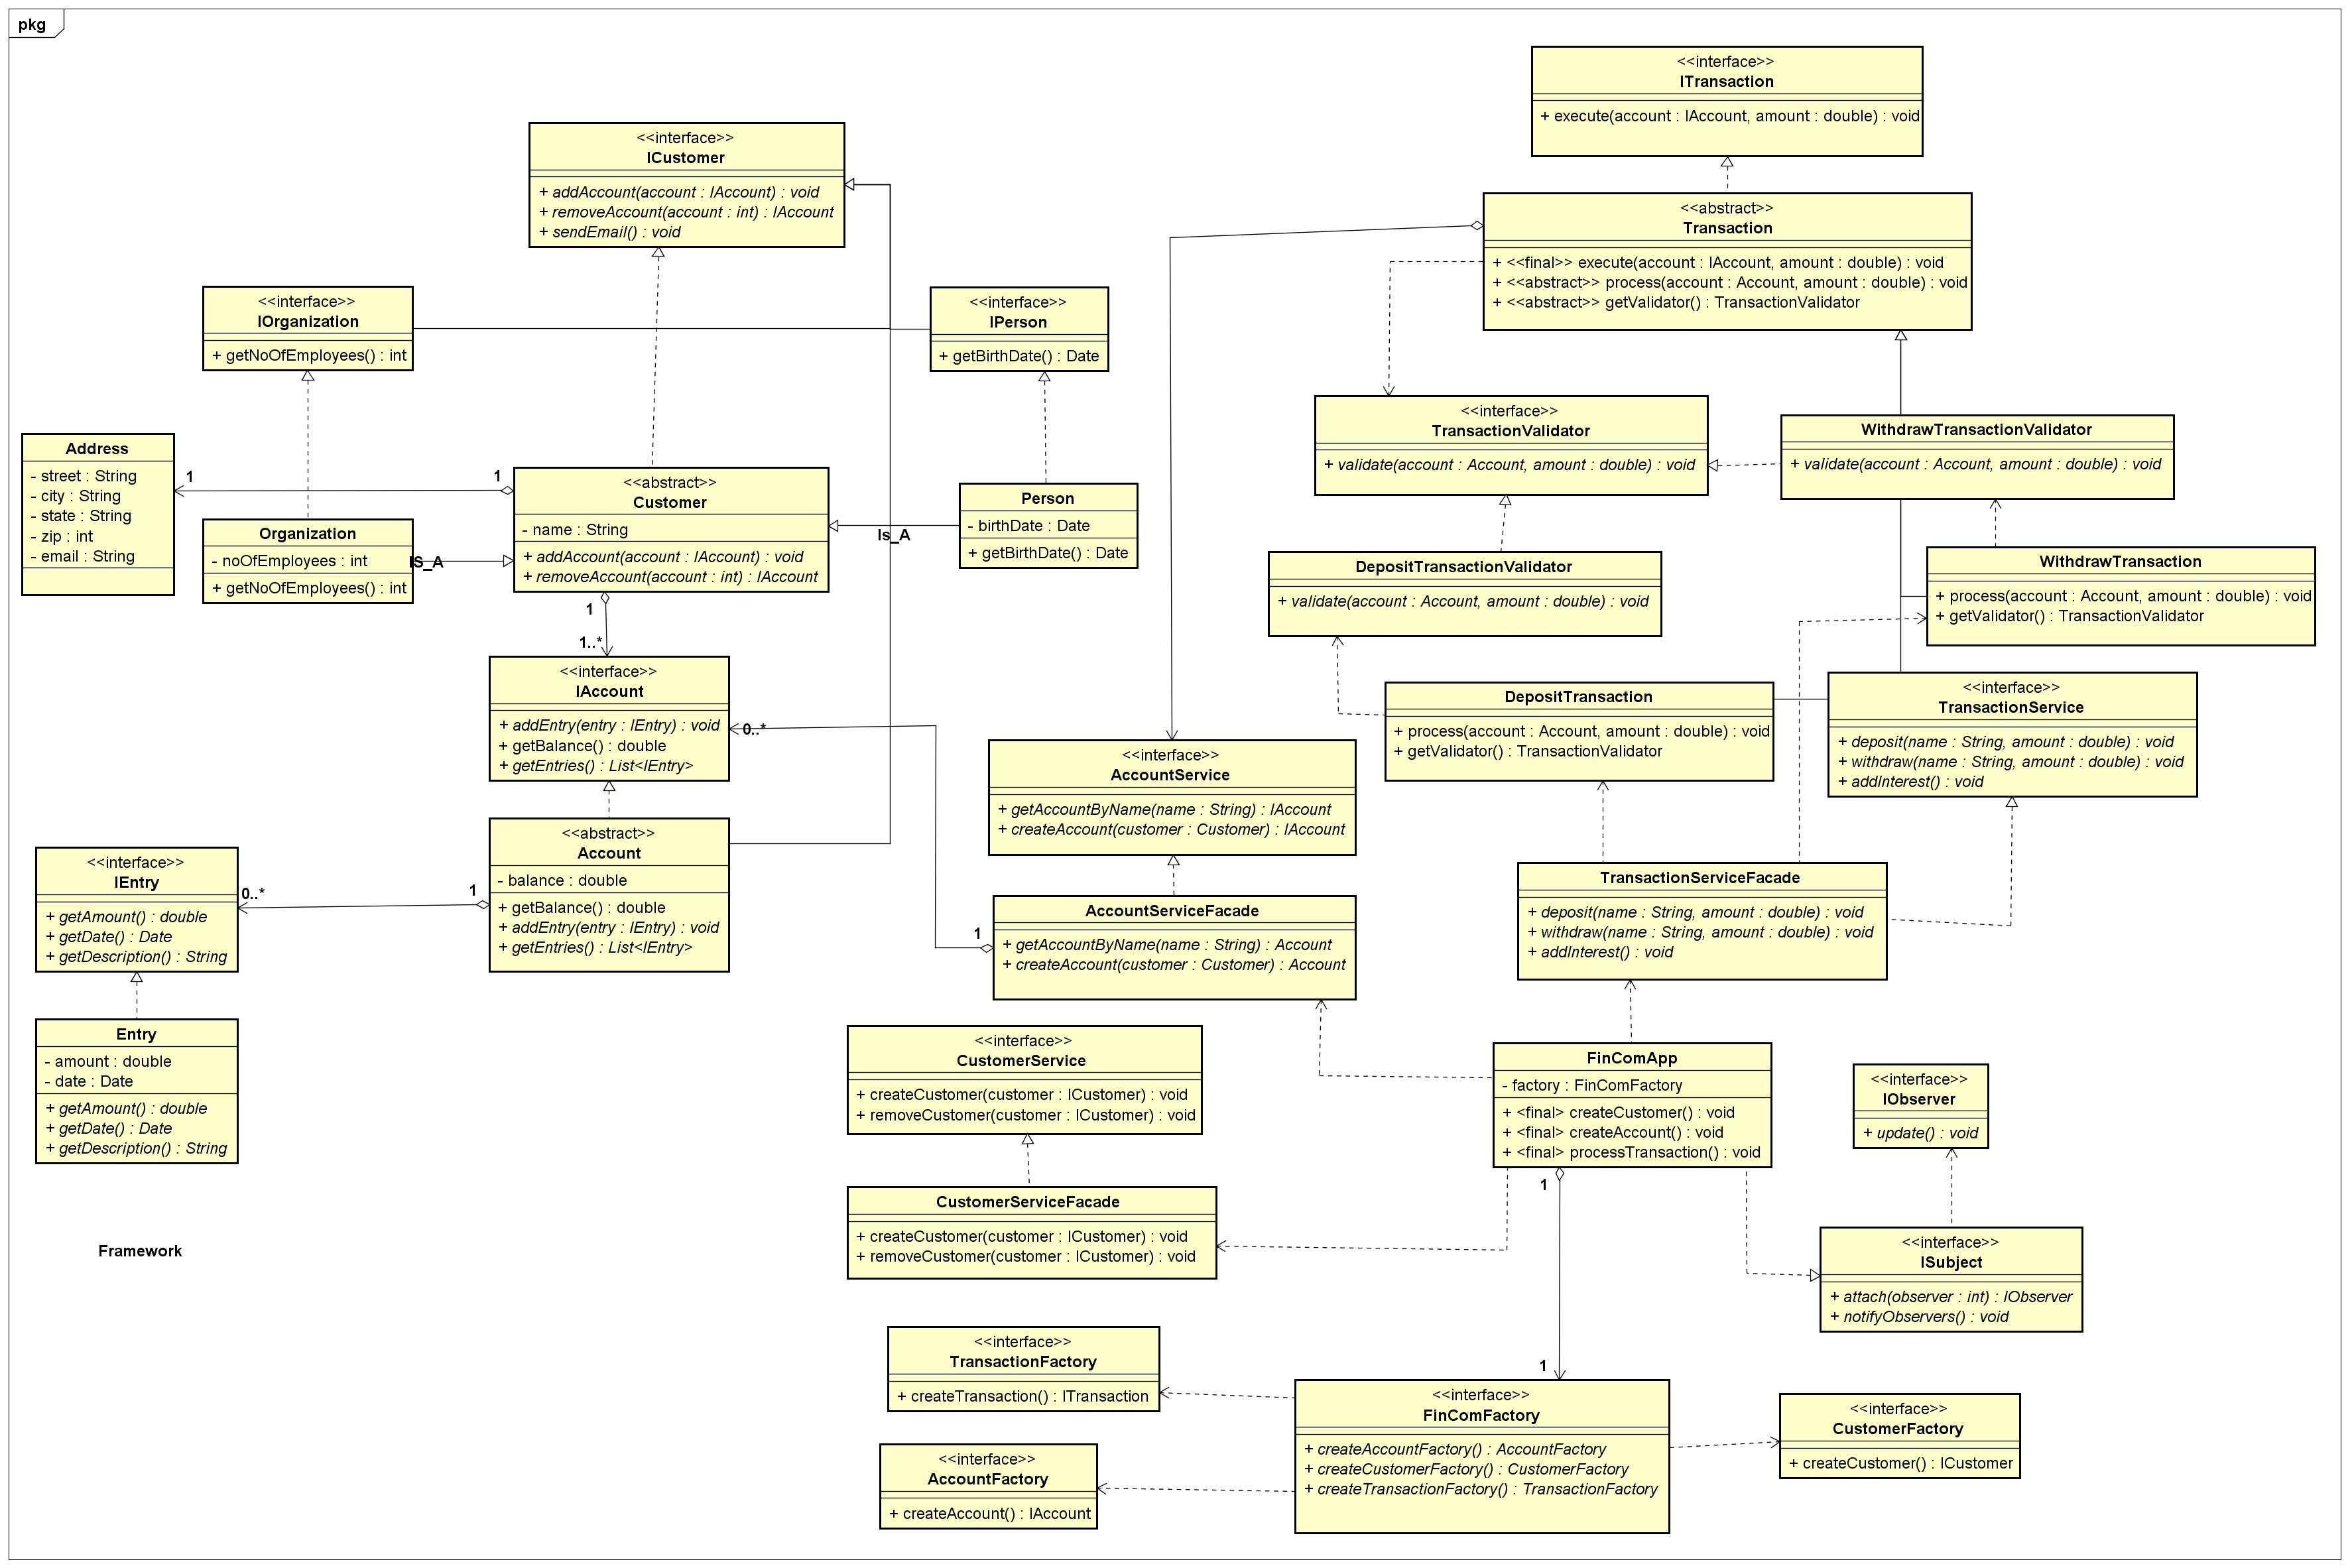 pkg
<<interface>>
ITransaction
+ execute(account : IAccount, amount : double) : void
<<interface>>
ICustomer
+ addAccount(account : IAccount) : void
+ removeAccount(account : int) : IAccount
+ sendEmail() : void
<<abstract>>
Transaction
+ <<final>> execute(account : IAccount, amount : double) : void
+ <<abstract>> process(account : Account, amount : double) : void
+ <<abstract>> getValidator() : TransactionValidator
<<interface>>
IOrganization
+ getNoOfEmployees() : int
<<interface>>
IPerson
+ getBirthDate() : Date
<<interface>>
TransactionValidator
+ validate(account : Account, amount : double) : void
WithdrawTransactionValidator
+ validate(account : Account, amount : double) : void
Address
- street : String
- city : String
- state : String
- zip : int
- email : String
1
1
Organization
- noOfEmployees : int
+ getNoOfEmployees() : int
IS_A
<<abstract>>
Customer
- name : String
+ addAccount(account : IAccount) : void
+ removeAccount(account : int) : IAccount
Is_A
Person
- birthDate : Date
+ getBirthDate() : Date
DepositTransactionValidator
+ validate(account : Account, amount : double) : void
WithdrawTransaction
+ process(account : Account, amount : double) : void
+ getValidator() : TransactionValidator
1
1..*
<<interface>>
IAccount
+ addEntry(entry : IEntry) : void
+ getBalance() : double
+ getEntries() : List<IEntry>
0..*
<<interface>>
AccountService
+ getAccountByName(name : String) : IAccount
+ createAccount(customer : Customer) : IAccount
DepositTransaction
+ process(account : Account, amount : double) : void
+ getValidator() : TransactionValidator
<<interface>>
TransactionService
+ deposit(name : String, amount : double) : void
+ withdraw(name : String, amount : double) : void
+ addInterest() : void
<<interface>>
IEntry
+ getAmount() : double
+ getDate() : Date
+ getDescription() : String
0..*
1
<<abstract>>
Account
- balance : double
+ getBalance() : double
+ addEntry(entry : IEntry) : void
+ getEntries() : List<IEntry>
1
AccountServiceFacade
+ getAccountByName(name : String) : Account
+ createAccount(customer : Customer) : Account
TransactionServiceFacade
+ deposit(name : String, amount : double) : void
+ withdraw(name : String, amount : double) : void
+ addInterest() : void
Entry
- amount : double
- date : Date
+ getAmount() : double
+ getDate() : Date
+ getDescription() : String
<<interface>>
CustomerService
+ createCustomer(customer : ICustomer) : void
+ removeCustomer(customer : ICustomer) : void
FinComApp
- factory : FinComFactory
+ <final> createCustomer() : void
+ <final> createAccount() : void
+ <final> processTransaction() : void
<<interface>>
IObserver
+ update() : void
Framework
CustomerServiceFacade
+ createCustomer(customer : ICustomer) : void
+ removeCustomer(customer : ICustomer) : void
1
1
<<interface>>
ISubject
+ attach(observer : int) : IObserver
+ notifyObservers() : void
<<interface>>
TransactionFactory
+ createTransaction() : ITransaction
<<interface>>
FinComFactory
+ createAccountFactory() : AccountFactory
+ createCustomerFactory() : CustomerFactory
+ createTransactionFactory() : TransactionFactory
<<interface>>
CustomerFactory
+ createCustomer() : ICustomer
<<interface>>
AccountFactory
+ createAccount() : IAccount